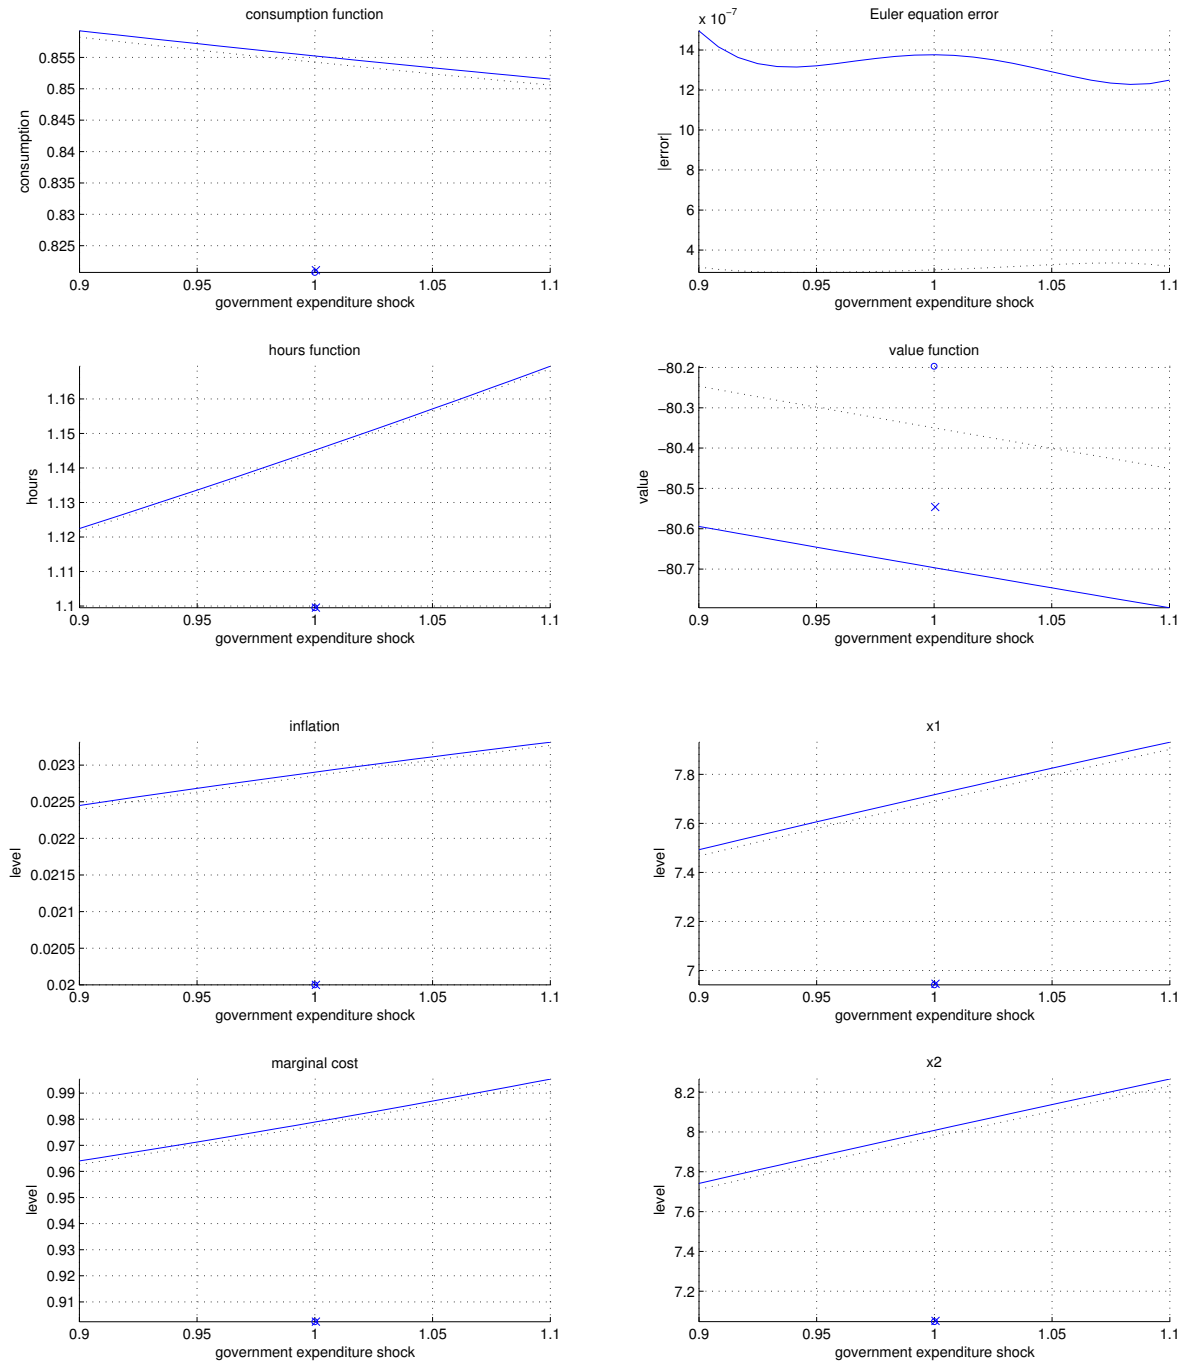 consumption function
consumption
0.855
0.85
0.845
0.84
0.835
0.83
0.825
0.9 0.95 1 1.05 1.1
government expenditure shock
Euler equation error
x 10^-7
|error|
14
12
10
8
6
4
0.9 0.95 1 1.05 1.1
government expenditure shock
hours function
hours
1.16
1.15
1.14
1.13
1.12
1.11
1.1
0.9 0.95 1 1.05 1.1
government expenditure shock
value function
value
−80.2
−80.3
−80.4
−80.5
−80.6
−80.7
0.9 0.95 1 1.05 1.1
government expenditure shock
inflation
level
0.023
0.0225
0.022
0.0215
0.021
0.0205
0.02
0.9 0.95 1 1.05 1.1
government expenditure shock
x1
level
7.8
7.6
7.4
7.2
7
0.9 0.95 1 1.05 1.1
government expenditure shock
marginal cost
level
0.99
0.98
0.97
0.96
0.95
0.94
0.93
0.92
0.91
0.9 0.95 1 1.05 1.1
government expenditure shock
x2
level
8.2
8
7.8
7.6
7.4
7.2
0.9 0.95 1 1.05 1.1
government expenditure shock